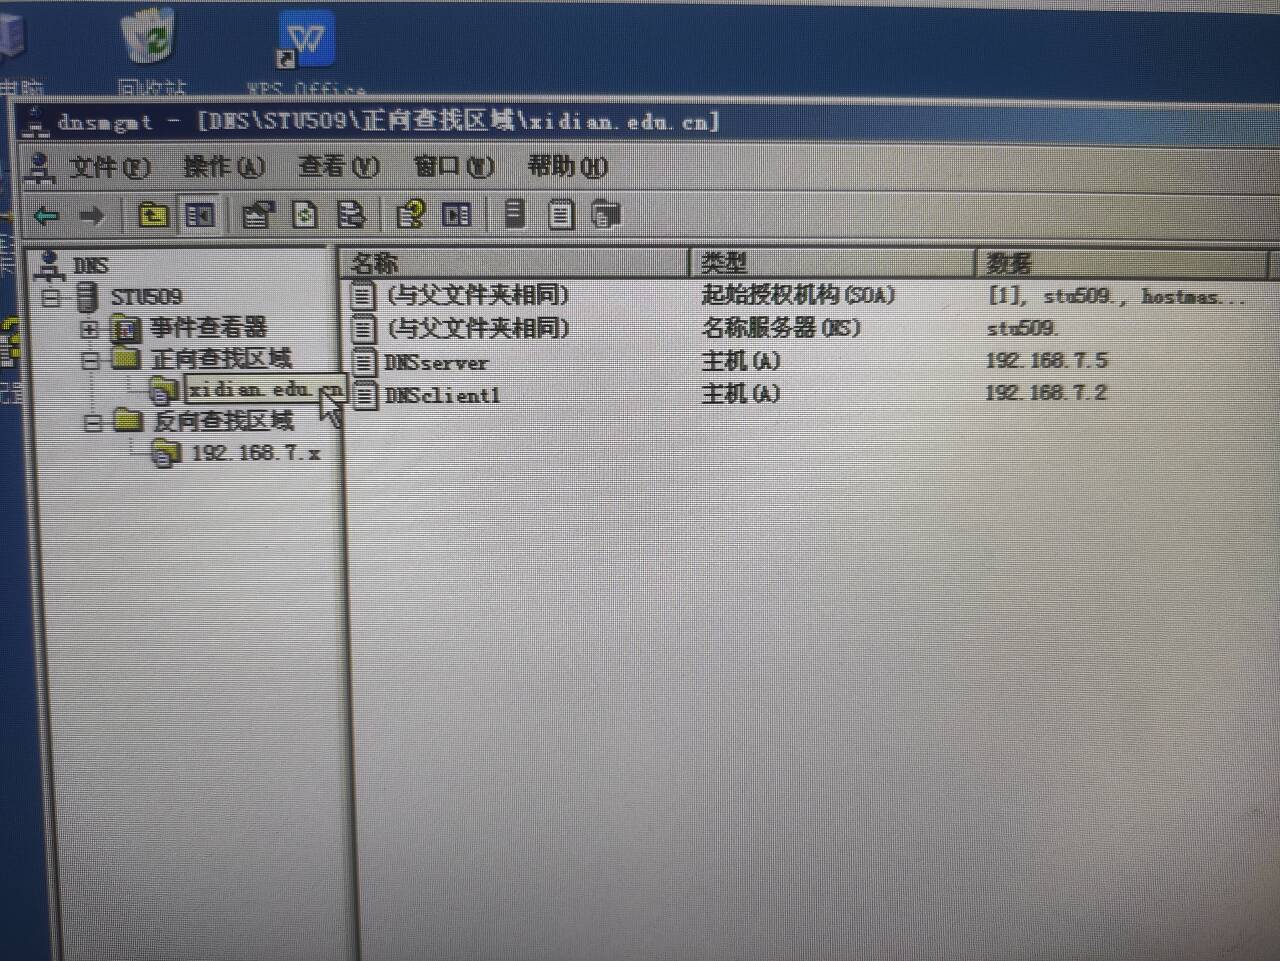 电脑
回收站
WPS Office
dnsmgmt - [DNS\STU509\正向查找区域\xidian.edu.cn]
文件(F) 操作(A) 查看(V) 窗口(W) 帮助(H)
DNS
STU509
事件查看器
正向查找区域
xidian.edu.cn
反向查找区域
192.168.7.x
名称 类型 数据
(与父文件夹相同) 起始授权机构(SOA) [1], stu509., hostmas...
(与父文件夹相同) 名称服务器(NS) stu509.
DNSserver 主机(A) 192.168.7.5
DNSclient1 主机(A) 192.168.7.2